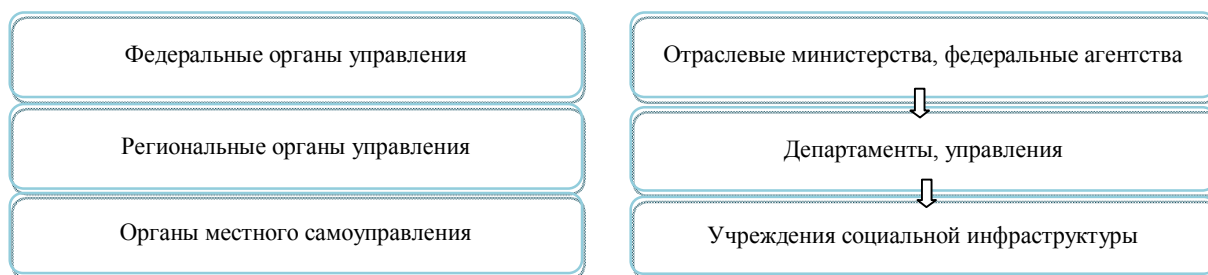 Федеральные органы управления
Отраслевые министерства, федеральные агентства
Региональные органы управления
Департаменты, управления
Органы местного самоуправления
Учреждения социальной инфраструктуры